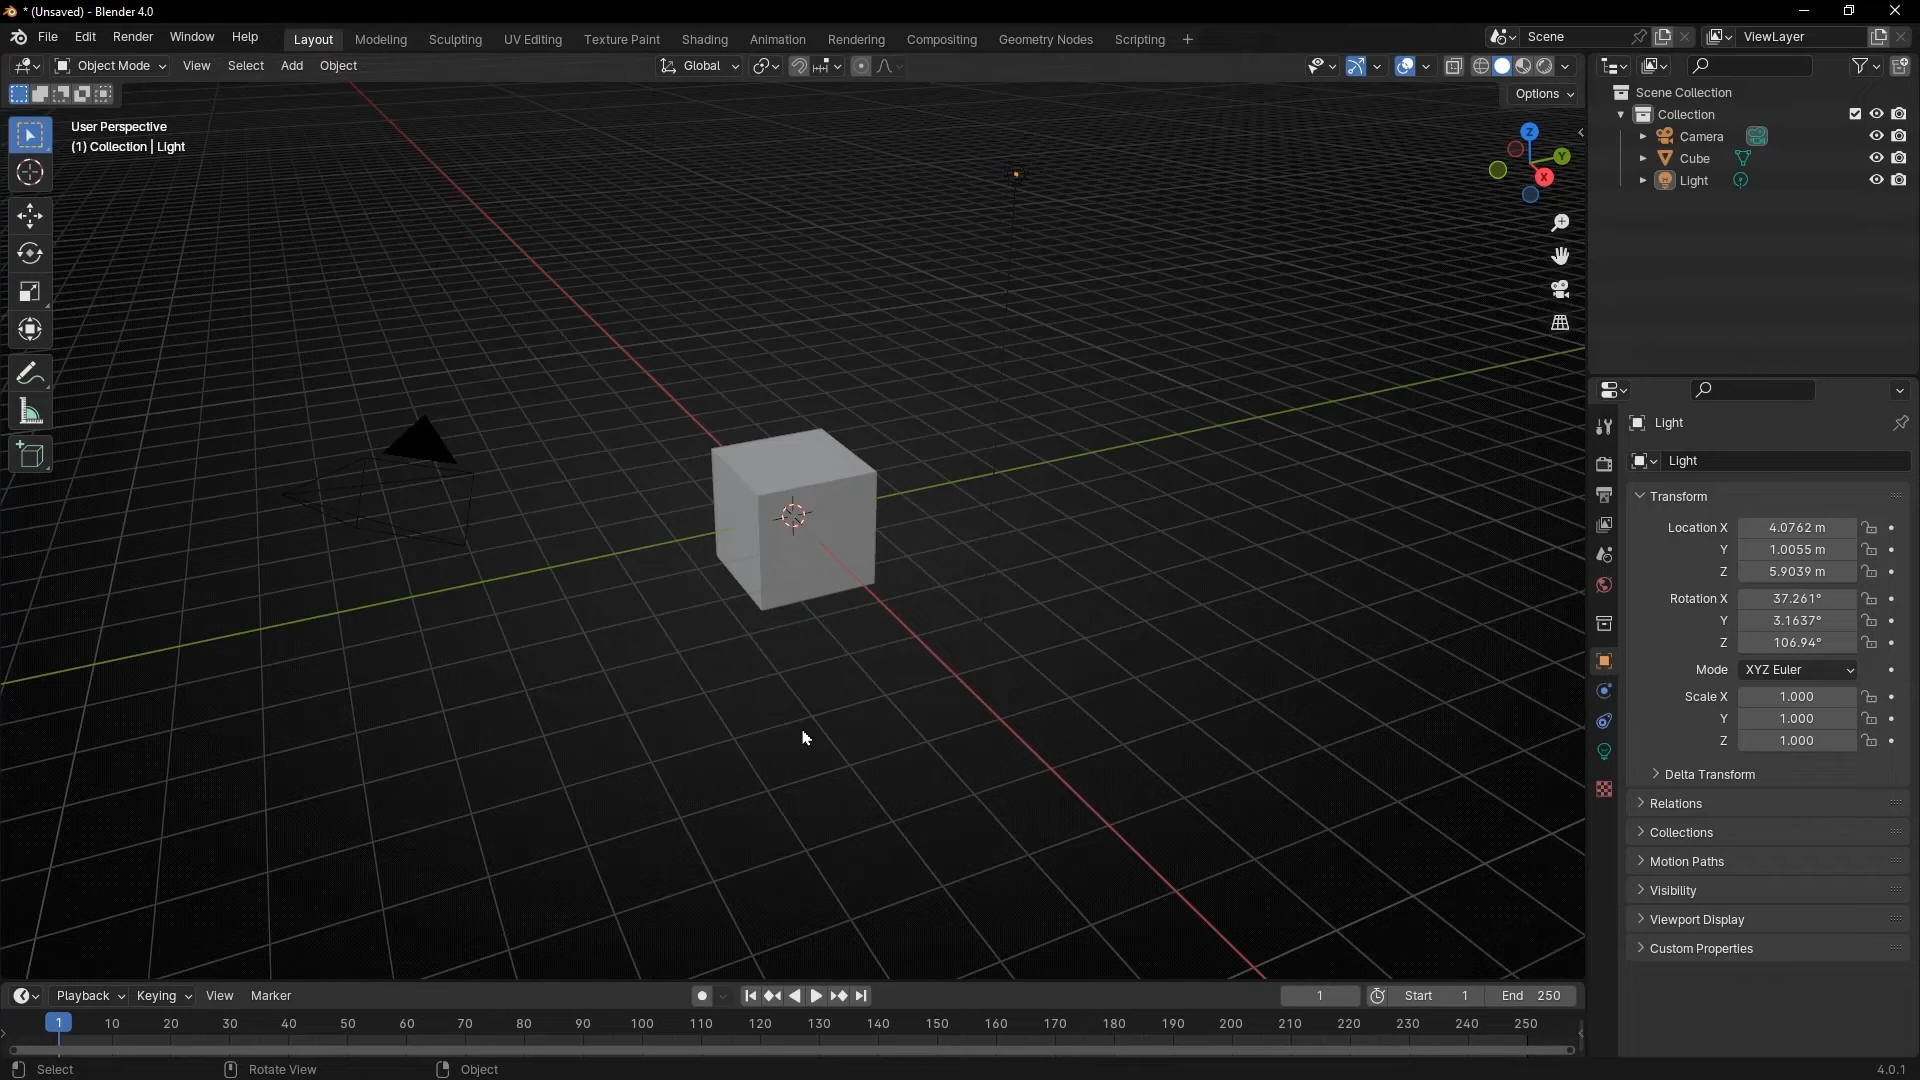 * (Unsaved) - Blender 4.0
File Edit Render Window Help Layout Modeling Sculpting UV Editing Texture Paint Shading Animation Rendering Compositing Geometry Nodes Scripting + Scene ViewLayer
Object Mode View Select Add Object Global
Options
User Perspective
(1) Collection | Light
Z
Y
X
Scene Collection
Collection
Camera
Cube
Light
Light
Light
Transform
Location X 4.0762 m
Y 1.0055 m
Z 5.9039 m
Rotation X 37.261°
Y 3.1637°
Z 106.94°
Mode XYZ Euler
Scale X 1.000
Y 1.000
Z 1.000
Delta Transform
Relations
Collections
Motion Paths
Visibility
Viewport Display
Custom Properties
Playback Keying View Marker 1 Start 1 End 250
1 10 20 30 40 50 60 70 80 90 100 110 120 130 140 150 160 170 180 190 200 210 220 230 240 250
Select Rotate View Object 4.0.1